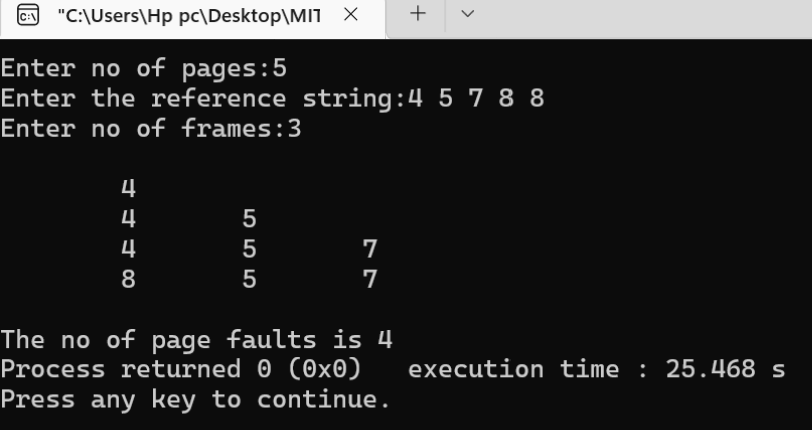 "C:\Users\Hp pc\Desktop\MIT
Enter no of pages:5
Enter the reference string:4 5 7 8 8
Enter no of frames:3
4
4 5
4 5 7
8 5 7
The no of page faults is 4
Process returned 0 (0x0) execution time : 25.468 s
Press any key to continue.